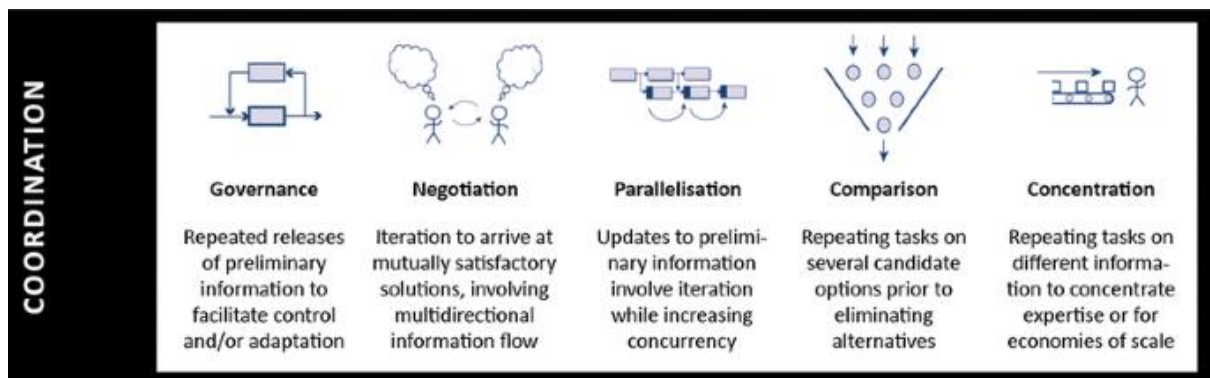 COORDINATION
Governance
Repeated releases
of preliminary
information to
facilitate control
and/or adaptation
Negotiation
Iteration to arrive at
mutually satisfactory
solutions, involving
multidirectional
information flow
Parallelisation
Updates to prelimi-
nary information
involve iteration
while increasing
concurrency
Comparison
Repeating tasks on
several candidate
options prior to
eliminating
alternatives
Concentration
Repeating tasks on
different informa-
tion to concentrate
expertise or for
economies of scale